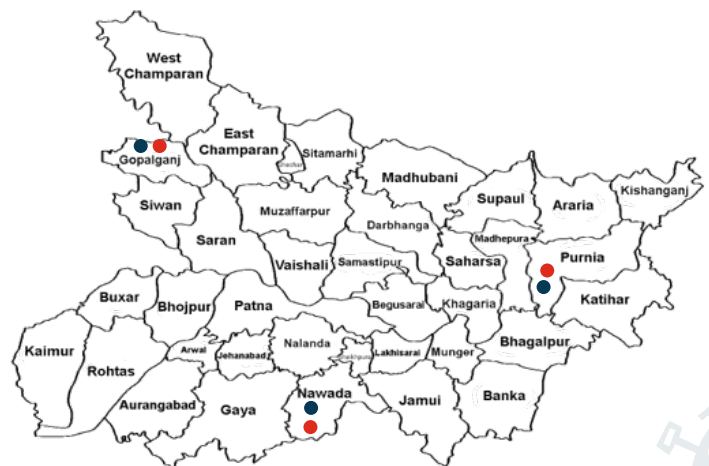 West
Champaran
East
Champaran
Gopalganj
Sitamarhi
Madhubani
Siwan
Muzaffarpur
Supaul
Araria
Kishanganj
Saran
Darbhanga
Madhepura
Purnia
Vaishali
Samastipur
Saharsa
Buxar
Bhojpur
Patna
Begusarai
Khagaria
Katihar
Kaimur
Rohtas
Arwal
Jehanabad
Nalanda
Lakhisarai
Munger
Bhagalpur
Aurangabad
Gaya
Nawada
Jamui
Banka